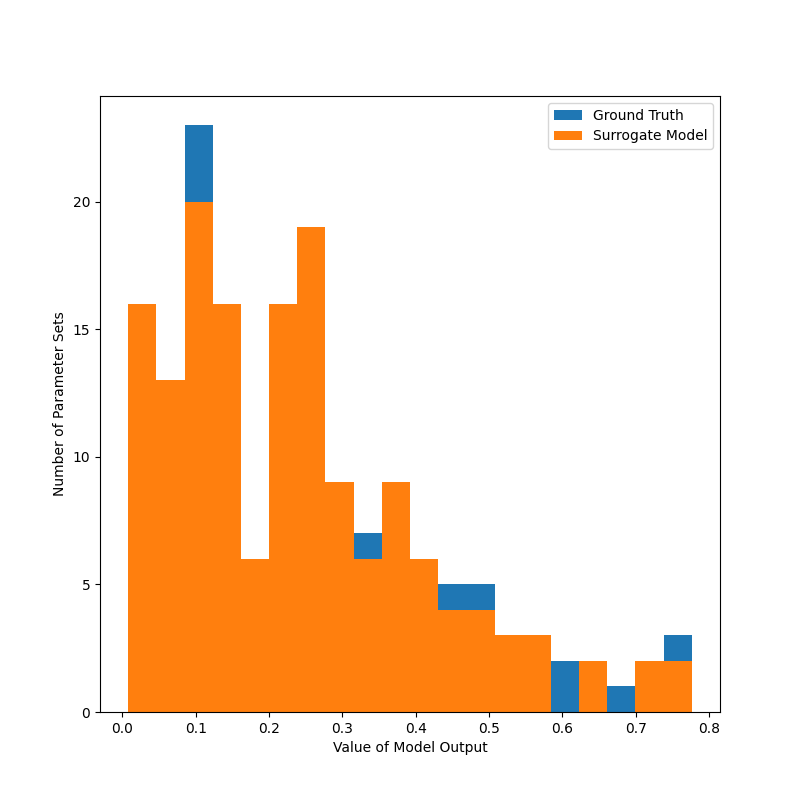 Ground Truth
Surrogate Model
Number of Parameter Sets
20
15
10
5
0
0.0 0.1 0.2 0.3 0.4 0.5 0.6 0.7 0.8
Value of Model Output